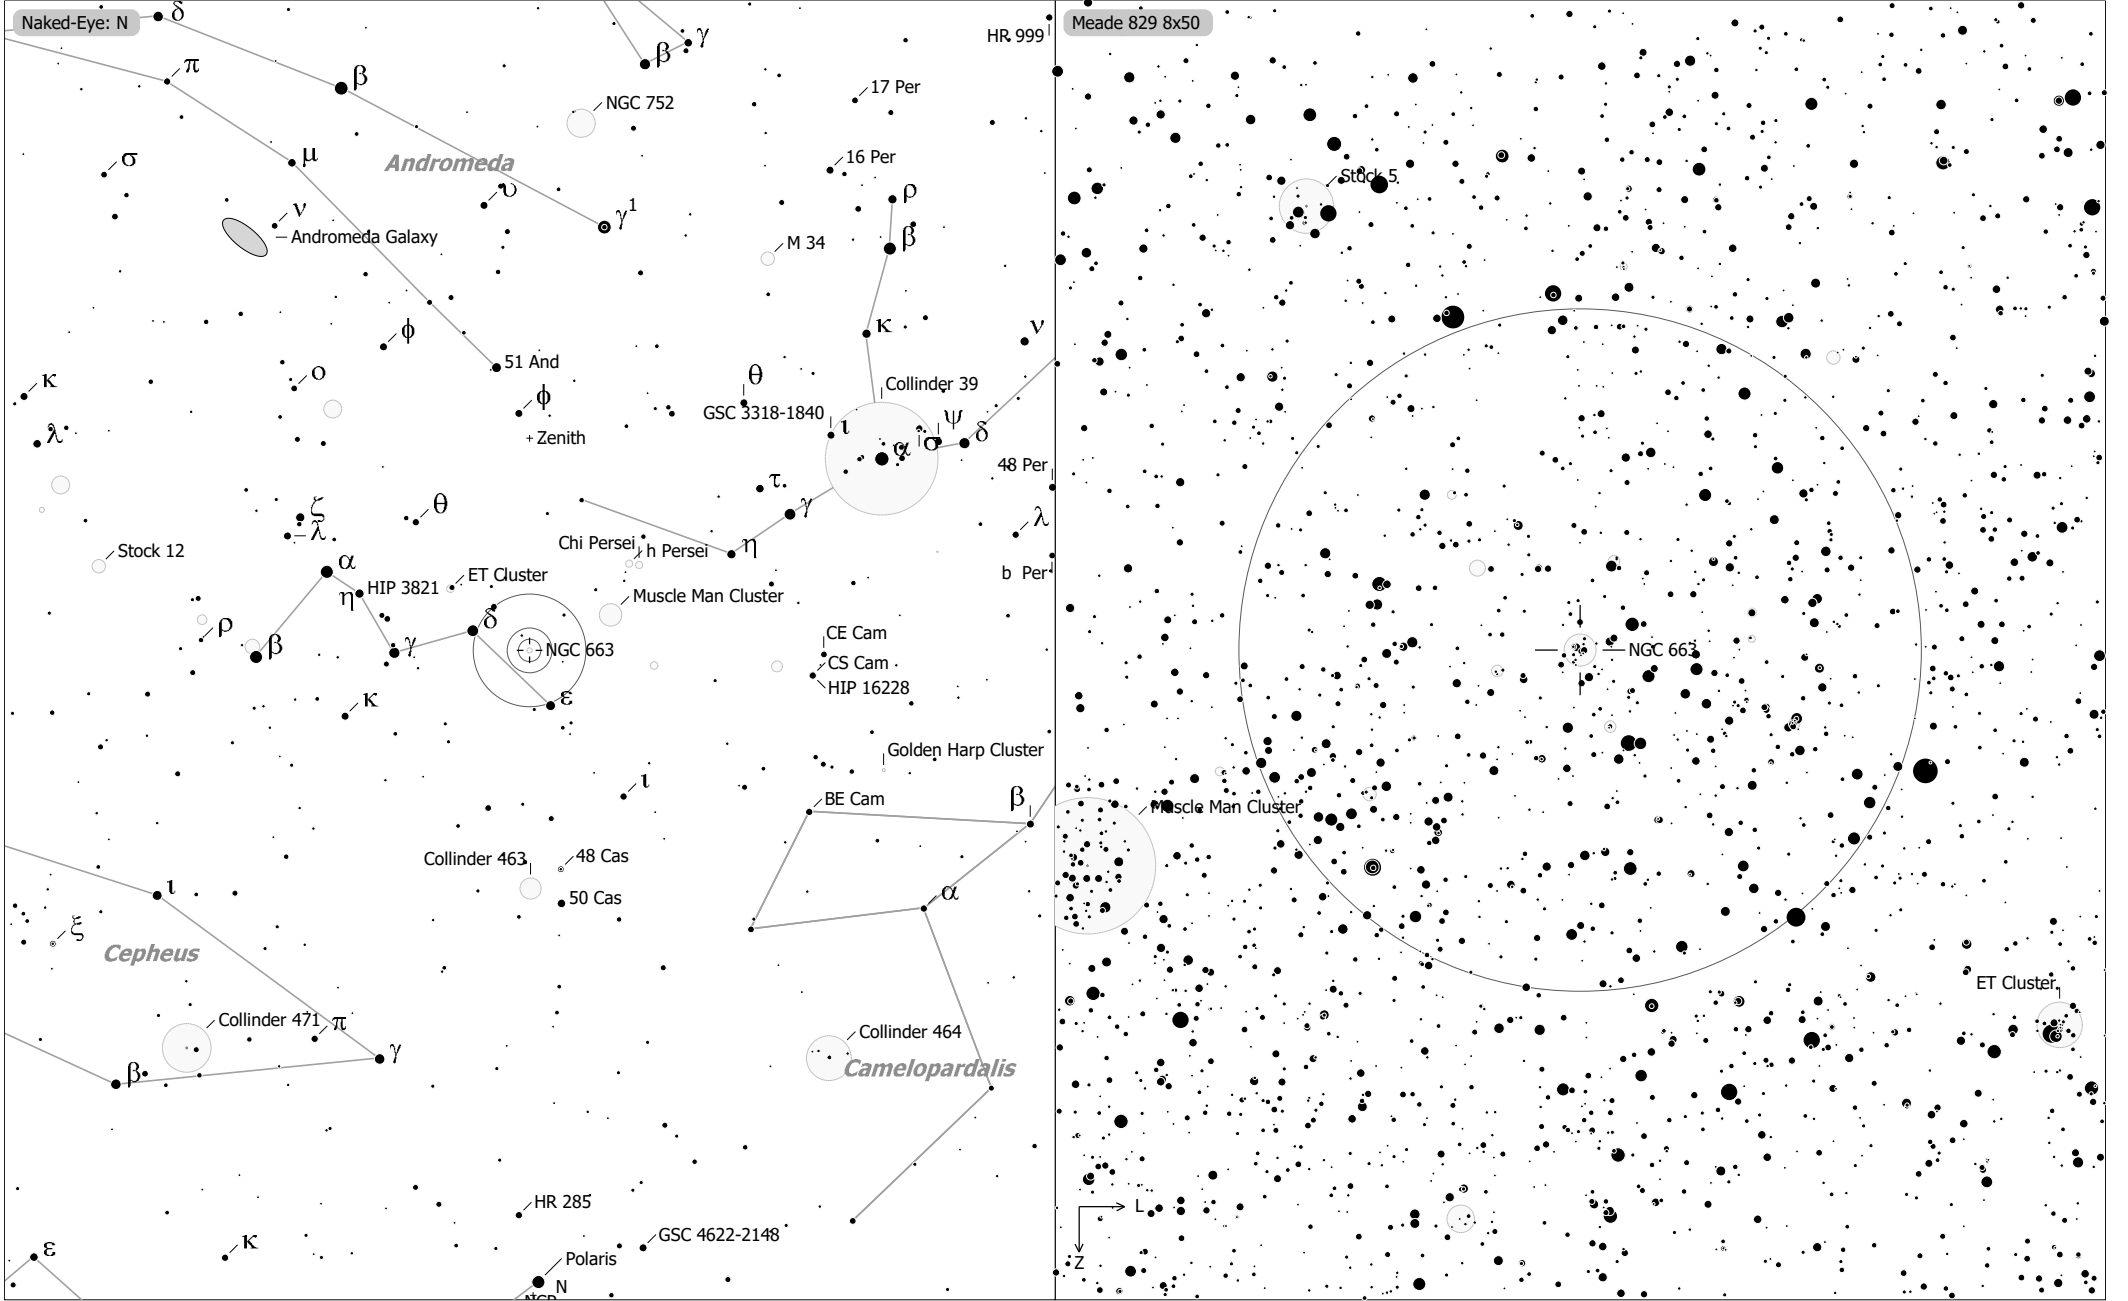 Naked-Eye: N
δ
γ
β
HR 999
π
β
17 Per
NGC 752
μ
Andromeda
16 Per
σ
υ
ρ
ν
γ1
Andromeda Galaxy
M 34
β
φ
κ
ν
51 And
ο
κ
θ
Collinder 39
φ
GSC 3318-1840
ι
ψ
λ
Zenith
α
σ
δ
48 Per
τ
ζ
θ
γ
λ
λ
Stock 12
Chi Persei
h Persei
η
α
HIP 3821
ET Cluster
b Per
η
Muscle Man Cluster
ρ
β
γ
δ
NGC 663
CE Cam
CS Cam
HIP 16228
κ
ε
Golden Harp Cluster
ι
BE Cam
β
Collinder 463
48 Cas
ι
50 Cas
α
ξ
Cepheus
Collinder 471
π
γ
Collinder 464
Camelopardalis
β
HR 285
GSC 4622-2148
ε
κ
Polaris
N
NCP
Meade 829 8x50
Stock 5
NGC 663
Muscle Man Cluster
ET Cluster
L
Z